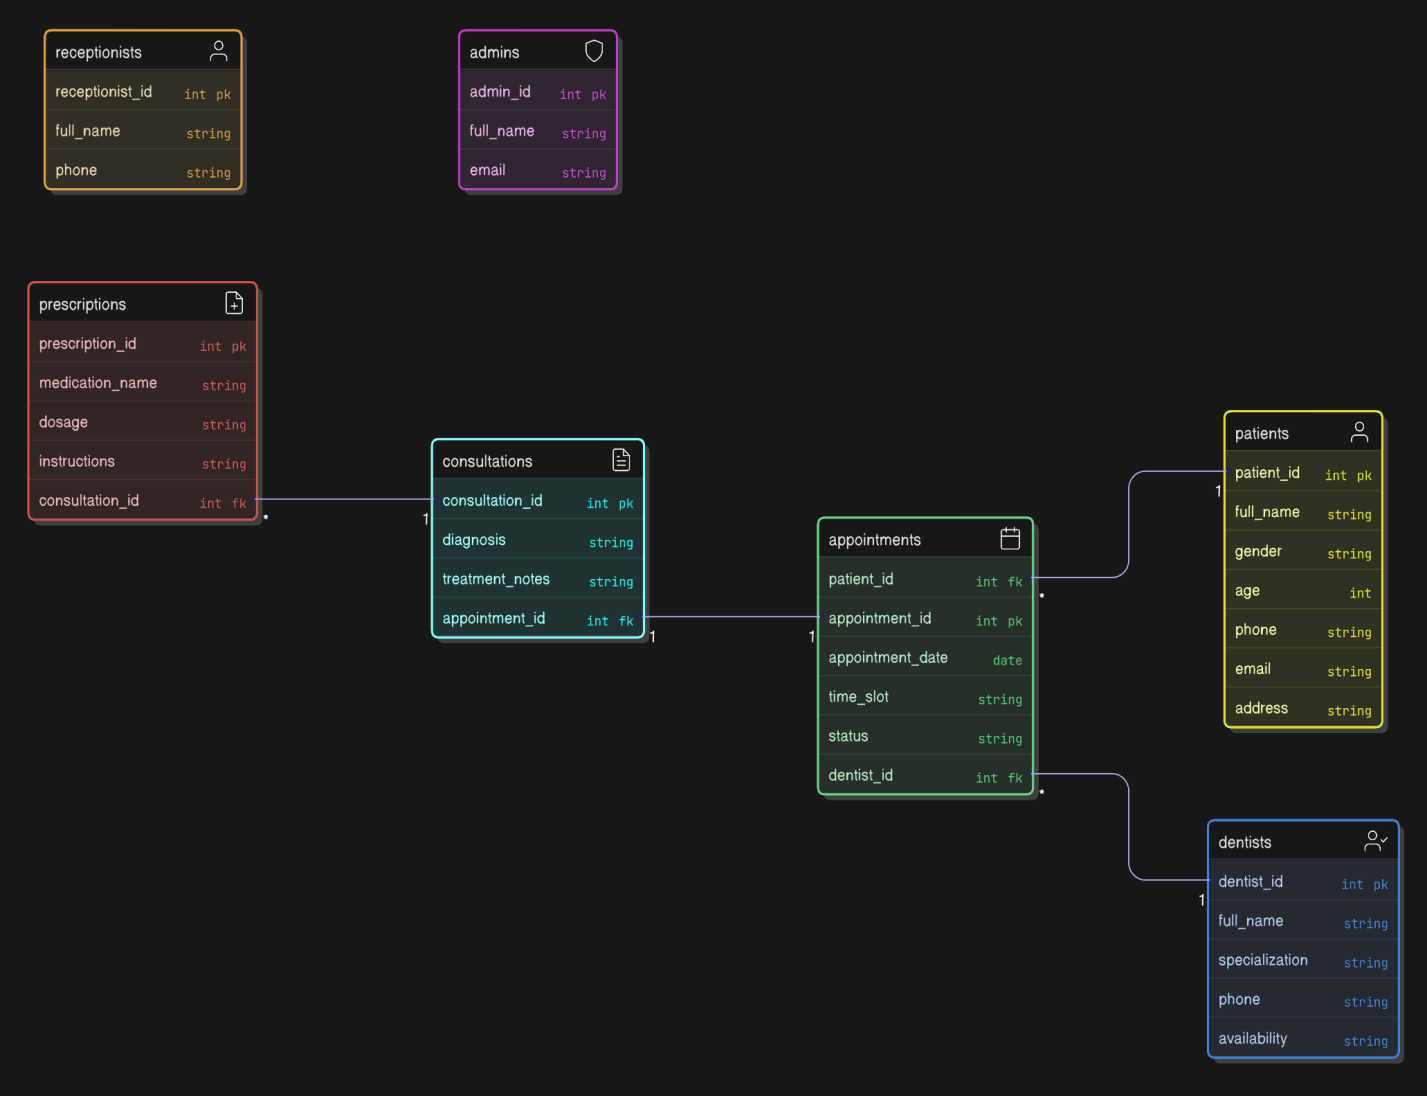 receptionists
receptionist_id int pk
full_name string
phone string
admins
admin_id int pk
full_name string
email string
prescriptions
prescription_id int pk
medication_name string
dosage string
instructions string
consultation_id int fk
*
1
consultations
consultation_id int pk
diagnosis string
treatment_notes string
appointment_id int fk
1
1
appointments
patient_id int fk
appointment_id int pk
appointment_date date
time_slot string
status string
dentist_id int fk
*
*
1
patients
patient_id int pk
full_name string
gender string
age int
phone string
email string
address string
1
dentists
dentist_id int pk
full_name string
specialization string
phone string
availability string